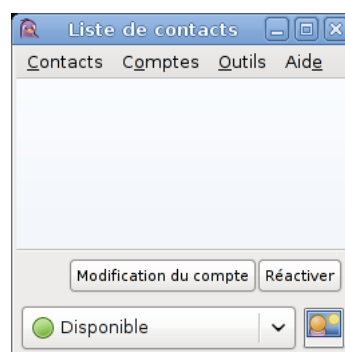 Liste de contacts
Contacts Comptes Outils Aide
Modification du compte Réactiver
Disponible